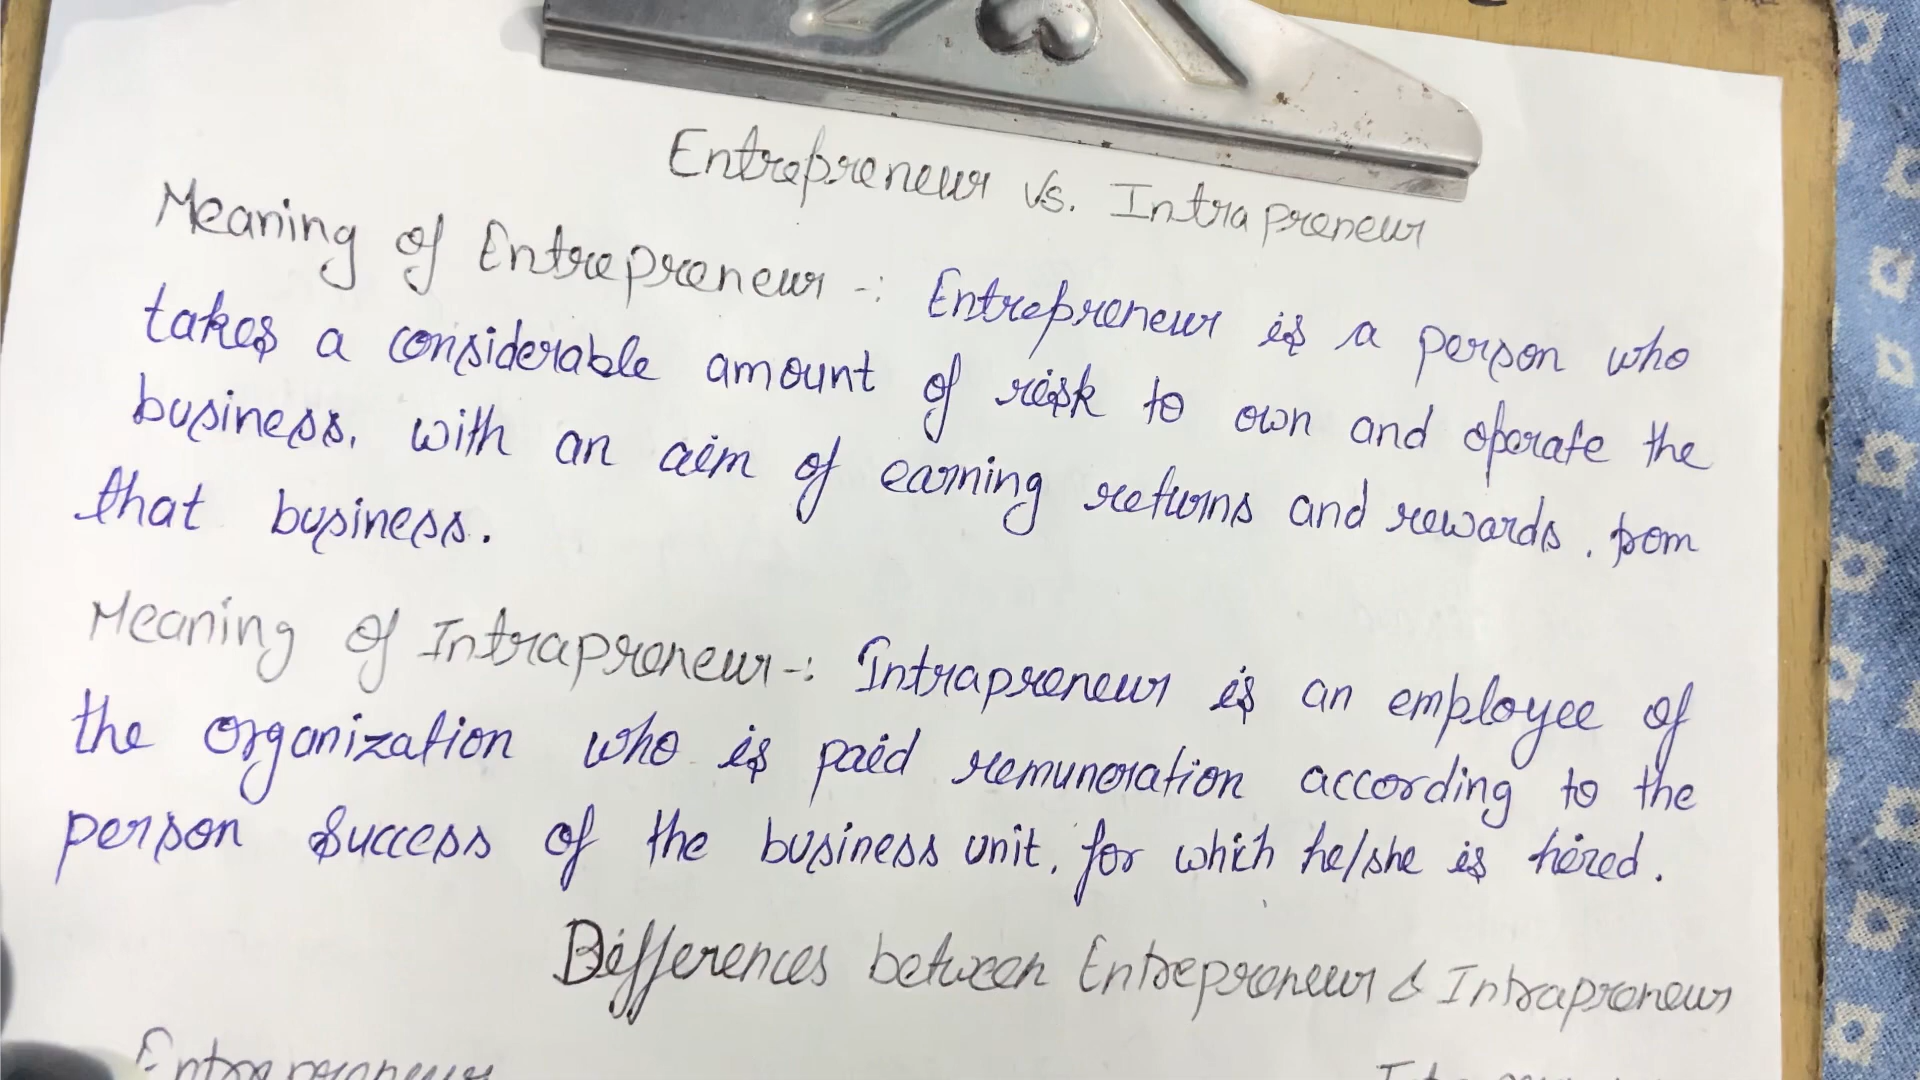 Entrepreneur Vs. Intrapreneur
Meaning of Entrepreneur -: Entrepreneur is a person who
takes a considerable amount of risk to own and operate the
business. with an aim of earning returns and rewards. from
that business.
Meaning of Intrapreneur -: Intrapreneur is an employee of
the organization who is paid remuneration according to the
person success of the business unit. for which he/she is hired.
Differences between Entrepreneur & Intrapreneur
Entrepreneur